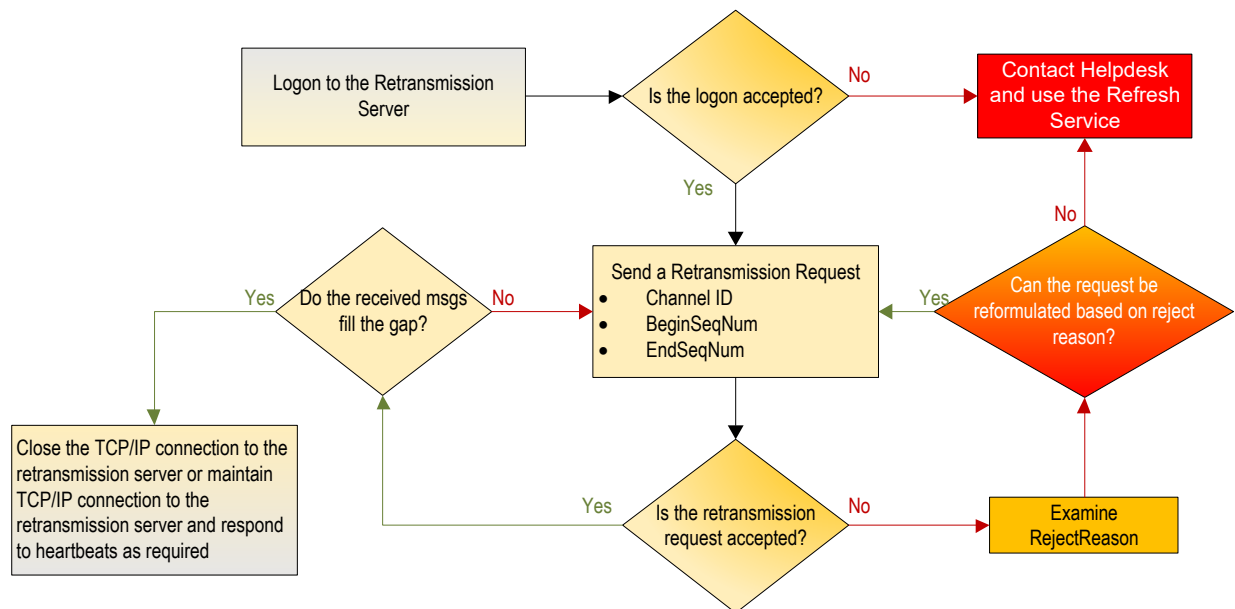 Logon to the Retransmission
Server
Is the logon accepted?
No
Contact Helpdesk
and use the Refresh
Service
Yes
No
Send a Retransmission Request
• Channel ID
• BeginSeqNum
• EndSeqNum
Yes
Do the received msgs
fill the gap?
No
Yes
Can the request be
reformulated based on reject
reason?
Close the TCP/IP connection to the
retransmission server or maintain
TCP/IP connection to the
retransmission server and respond
to heartbeats as required
Yes
Is the retransmission
request accepted?
No
Examine
RejectReason